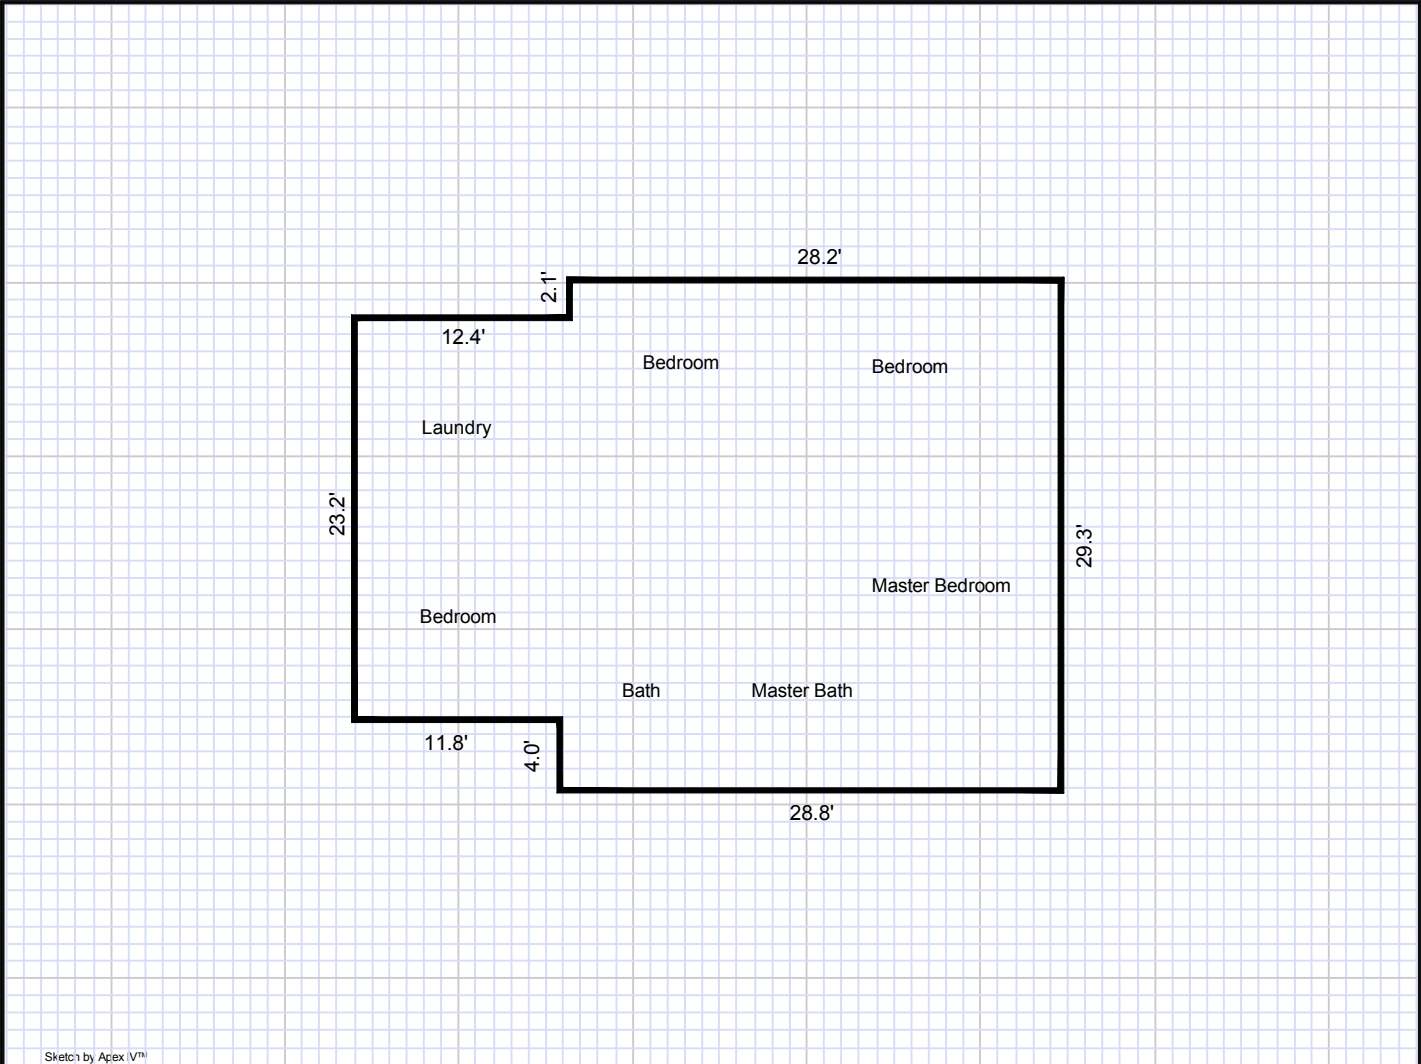 28.2'
2.1'
12.4'
Bedroom
Bedroom
Laundry
23.2'
29.3'
Master Bedroom
Bedroom
Bath Master Bath
11.8'
4.0'
28.8'
Sketch by Apex IV™